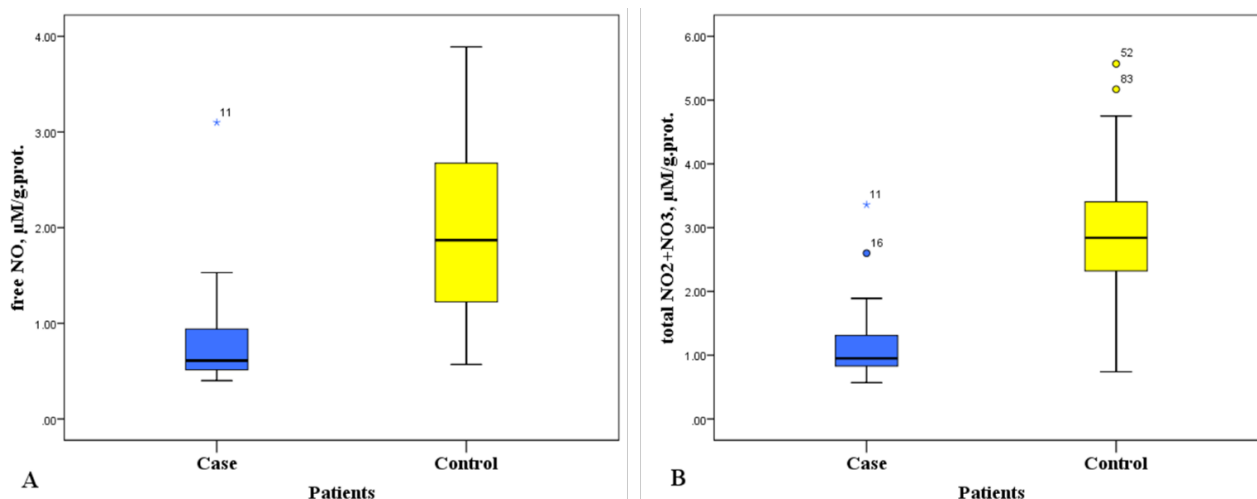 4.00
3.00
2.00
1.00
.00
free NO, µM/g.prot.
11
Case
Control
Patients
A
6.00
5.00
4.00
3.00
2.00
1.00
.00
total NO2+NO3, µM/g.prot.
52
83
11
16
Case
Control
Patients
B